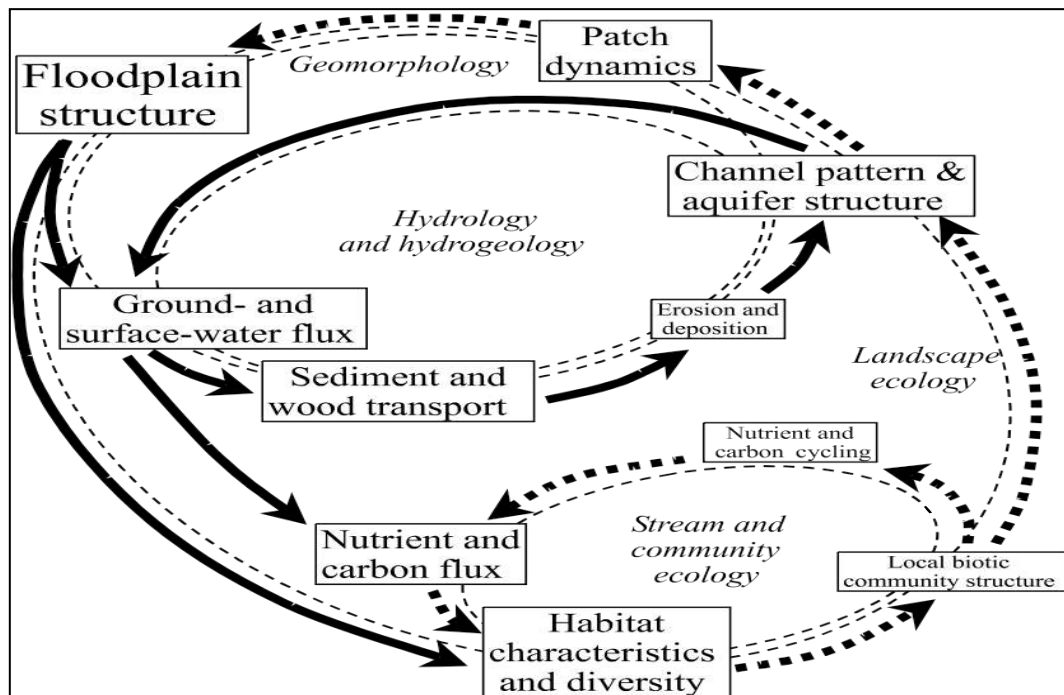 Patch
dynamics
Floodplain
structure
Geomorphology
Channel pattern &
aquifer structure
Hydrology
and hydrogeology
Ground- and
surface-water flux
Erosion and
deposition
Sediment and
wood transport
Landscape
ecology
Nutrient and
carbon cycling
Nutrient and
carbon flux
Stream and
community
ecology
Local biotic
community structure
Habitat
characteristics
and diversity